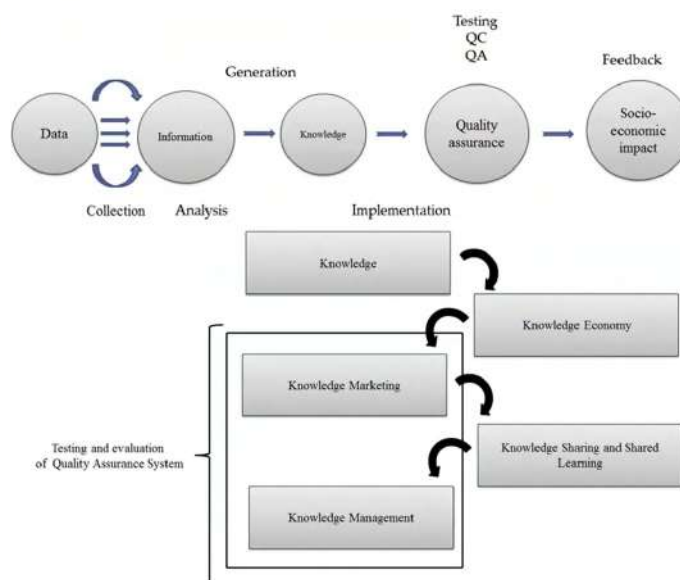 Testing
QC
QA
Generation
Feedback
Data
Information
Knowledge
Quality
assurance
Socio-
economic
impact
Collection
Analysis
Implementation
Knowledge
Knowledge Economy
Knowledge Marketing
Testing and evaluation
of Quality Assurance System
Knowledge Sharing and Shared
Learning
Knowledge Management